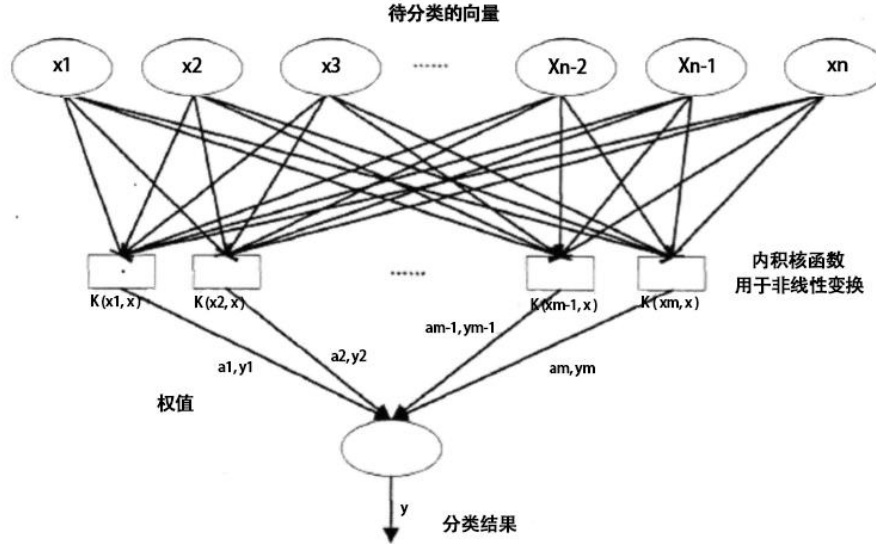 待分类的向量
x1 x2 x3 ...... Xn-2 Xn-1 xn
...... 内积核函数
用于非线性变换
K(x1,x) K(x2,x) K(xm-1,x) K(xm,x)
am-1,ym-1
a1,y1 a2,y2 am,ym
权值
y
分类结果